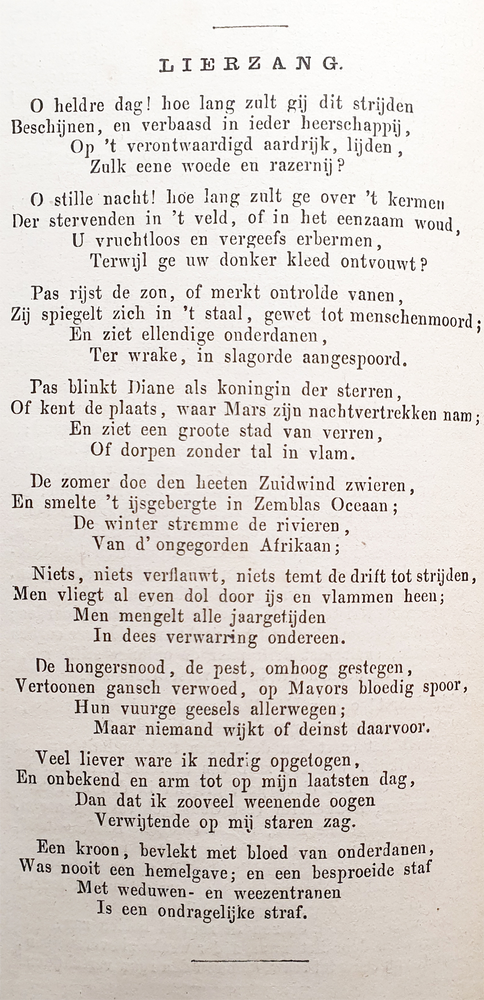 LIERZANG.
O heldre dag! hoe lang zult gij dit strijden
Beschijnen, en verbaasd in ieder heerschappij,
Op 't verontwaardigd aardrijk, lijden,
Zulk eene woede en razernij?
O stille nacht! hoe lang zult ge over 't kermen
Der stervenden in 't veld, of in het eenzaam woud,
U vruchtloos en vergeefs erbermen,
Terwijl ge uw donker kleed ontvouwt?
Pas rijst de zon, of merkt ontrolde vanen,
Zij spiegelt zich in 't staal, gewet tot menschenmoord;
En ziet ellendige onderdanen,
Ter wrake, in slagorde aangespoord.
Pas blinkt Diane als koningin der sterren,
Of kent de plaats, waar Mars zijn nachtvertrekken nam;
En ziet een groote stad van verren,
Of dorpen zonder tal in vlam.
De zomer doe den heeten Zuidwind zwieren,
En smelte 't ijsgebergte in Zemblas Oceaan;
De winter stremme de rivieren,
Van d' ongegorden Afrikaan;
Niets, niets verflauwt, niets temt de drift tot strijden,
Men vliegt al even dol door ijs en vlammen heen;
Men mengelt alle jaargetijden
In dees verwarring ondereen.
De hongersnood, de pest, omhoog gestegen,
Vertoonen gansch verwoed, op Mavors bloedig spoor,
Hun vuurge geesels allerwegen;
Maar niemand wijkt of deinst daarvoor.
Veel liever ware ik nedrig opgetogen,
En onbekend en arm tot op mijn laatsten dag,
Dan dat ik zooveel weenende oogen
Verwijtende op mij staren zag.
Een kroon, bevlekt met bloed van onderdanen,
Was nooit een hemelgave; en een besproeide staf
Met weduwen- en weezentranen
Is een ondragelijke straf.